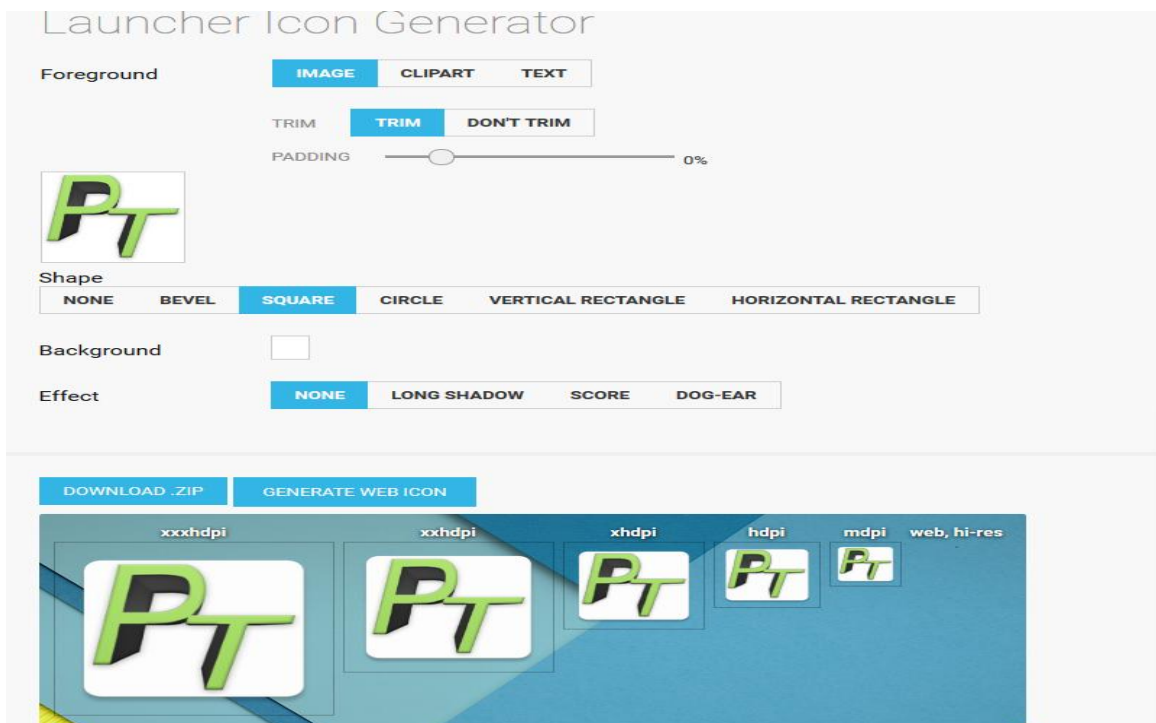 Launcher Icon Generator
Foreground IMAGE CLIPART TEXT
TRIM TRIM DON'T TRIM
PADDING 0%
PT
Shape
NONE BEVEL SQUARE CIRCLE VERTICAL RECTANGLE HORIZONTAL RECTANGLE
Background
Effect NONE LONG SHADOW SCORE DOG-EAR
DOWNLOAD .ZIP GENERATE WEB ICON
xxxhdpi xxhdpi xhdpi hdpi mdpi web, hi-res
PT PT PT PT PT